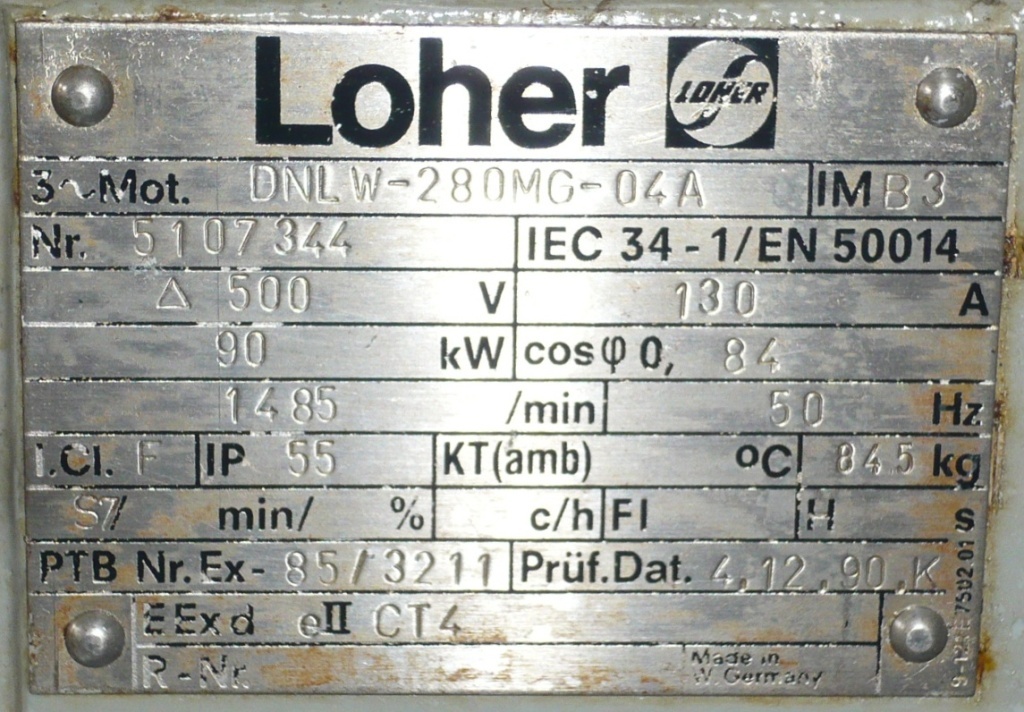 Loher LOHER
3~Mot. DNLW-280MG-04A IM B3
Nr. 5107344 IEC 34-1/EN 50014
△ 500 V 130 A
90 kW cosφ 0,84
1485 /min 50 Hz
I.Cl. F IP 55 KT(amb) °C 845 kg
min/ % c/h FI H
PTB Nr. Ex- 85/3211 Prüf.Dat. 4.12.90.K
EExd eII CT4
R-Nr.
Made in
W.Germany